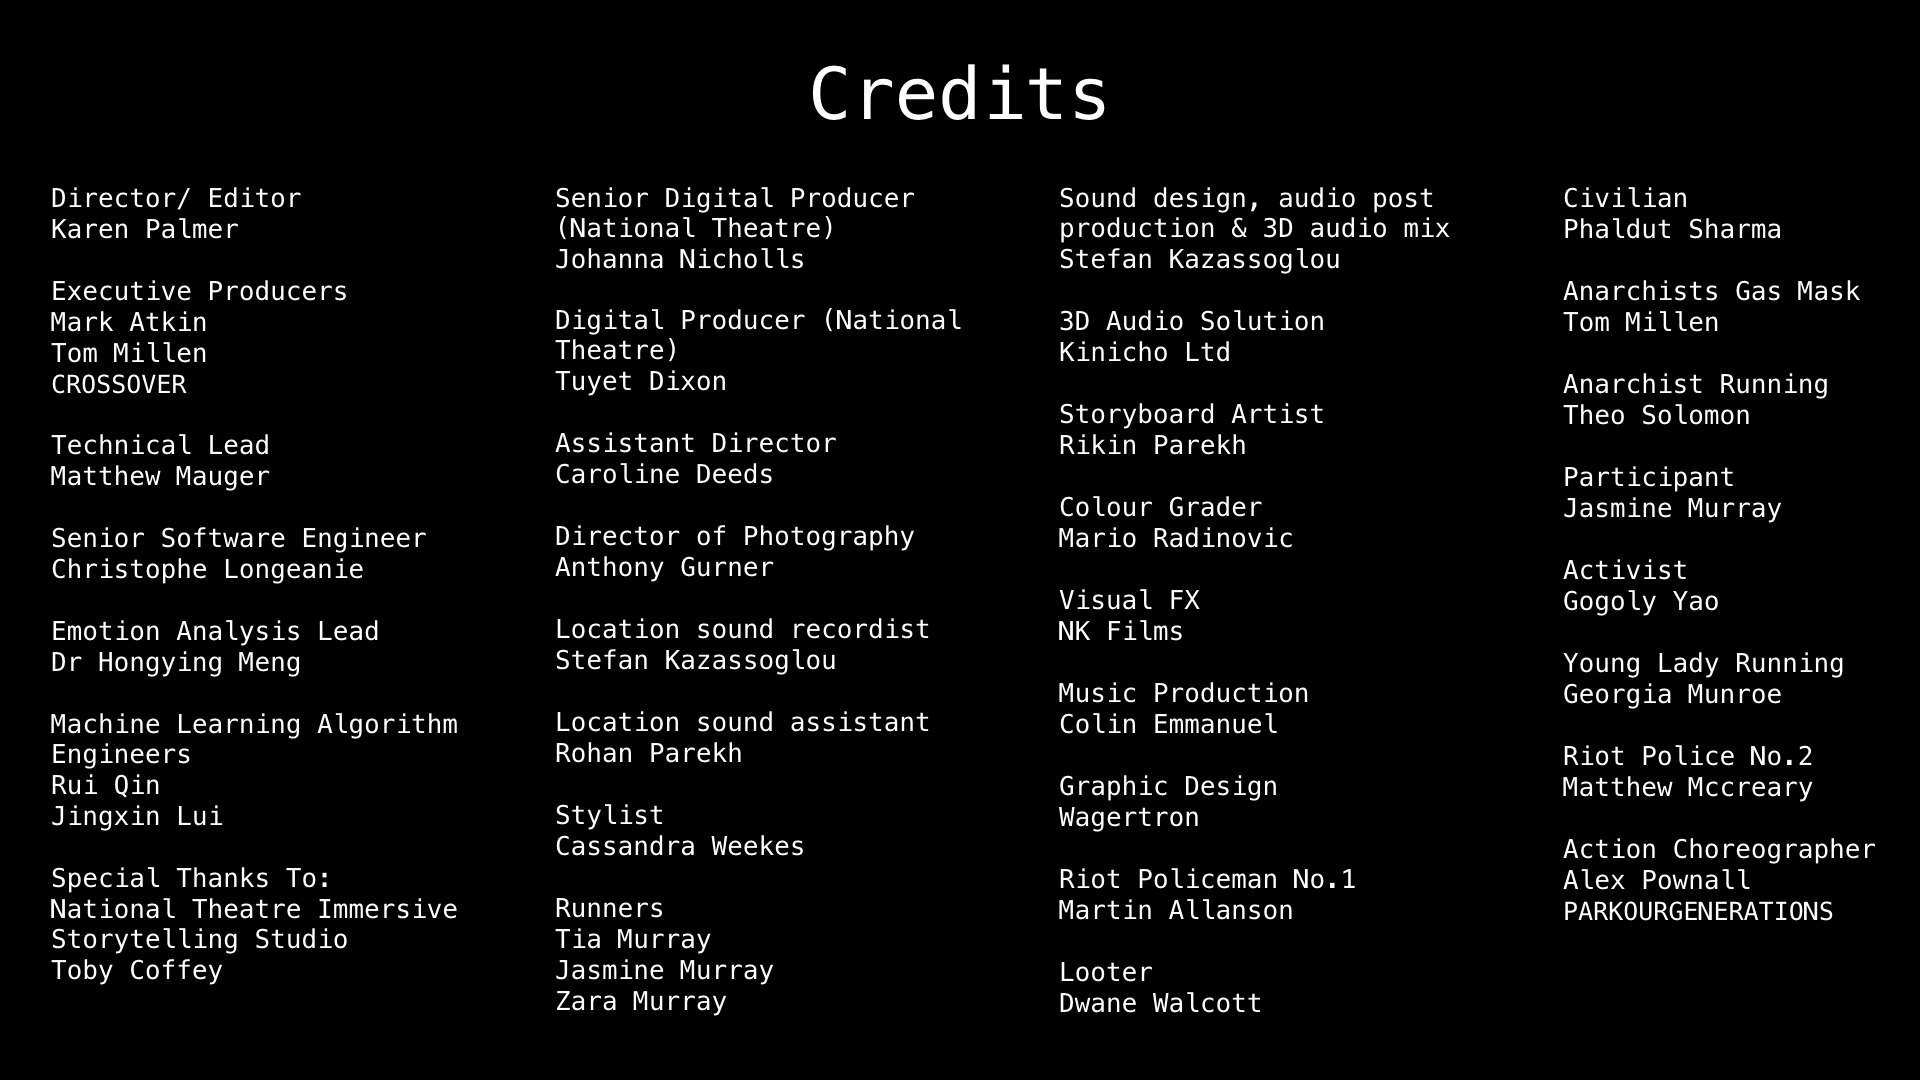 Credits
Director/ Editor
Karen Palmer
Executive Producers
Mark Atkin
Tom Millen
CROSSOVER
Technical Lead
Matthew Mauger
Senior Software Engineer
Christophe Longeanie
Emotion Analysis Lead
Dr Hongying Meng
Machine Learning Algorithm
Engineers
Rui Qin
Jingxin Lui
Special Thanks To:
National Theatre Immersive
Storytelling Studio
Toby Coffey
Senior Digital Producer
(National Theatre)
Johanna Nicholls
Digital Producer (National
Theatre)
Tuyet Dixon
Assistant Director
Caroline Deeds
Director of Photography
Anthony Gurner
Location sound recordist
Stefan Kazassoglou
Location sound assistant
Rohan Parekh
Stylist
Cassandra Weekes
Runners
Tia Murray
Jasmine Murray
Zara Murray
Sound design, audio post
production & 3D audio mix
Stefan Kazassoglou
3D Audio Solution
Kinicho Ltd
Storyboard Artist
Rikin Parekh
Colour Grader
Mario Radinovic
Visual FX
NK Films
Music Production
Colin Emmanuel
Graphic Design
Wagertron
Riot Policeman No.1
Martin Allanson
Looter
Dwane Walcott
Civilian
Phaldut Sharma
Anarchists Gas Mask
Tom Millen
Anarchist Running
Theo Solomon
Participant
Jasmine Murray
Activist
Gogoly Yao
Young Lady Running
Georgia Munroe
Riot Police No.2
Matthew Mccreary
Action Choreographer
Alex Pownall
PARKOURGENERATIONS